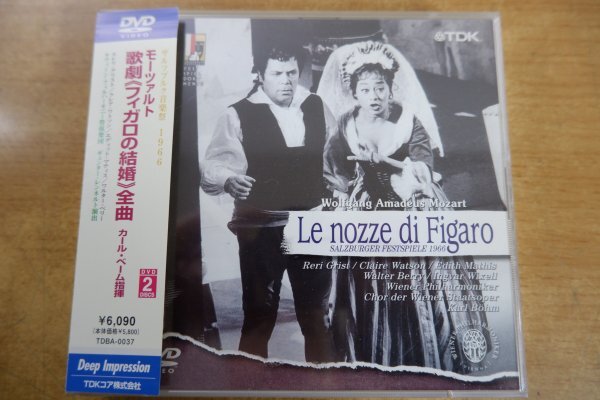 DVD
VIDEO
ザルツブルク音楽祭 1966
モーツァルト
歌劇《フィガロの結婚》全曲
カール・ベーム指揮
DVD
2
DISCS
¥6,090
(本体価格¥5,800)
TDBA-0037
Deep Impression
TDKコア株式会社
TDK
Wolfgang Amadeus Mozart
Le nozze di Figaro
SALZBURGER FESTSPIELE 1966
Reri Grist / Claire Watson / Edith Mathis
Walter Berry / Ingvar Wixell
Wiener Philharmoniker
Chor der Wiener Staatsoper
Karl Böhm